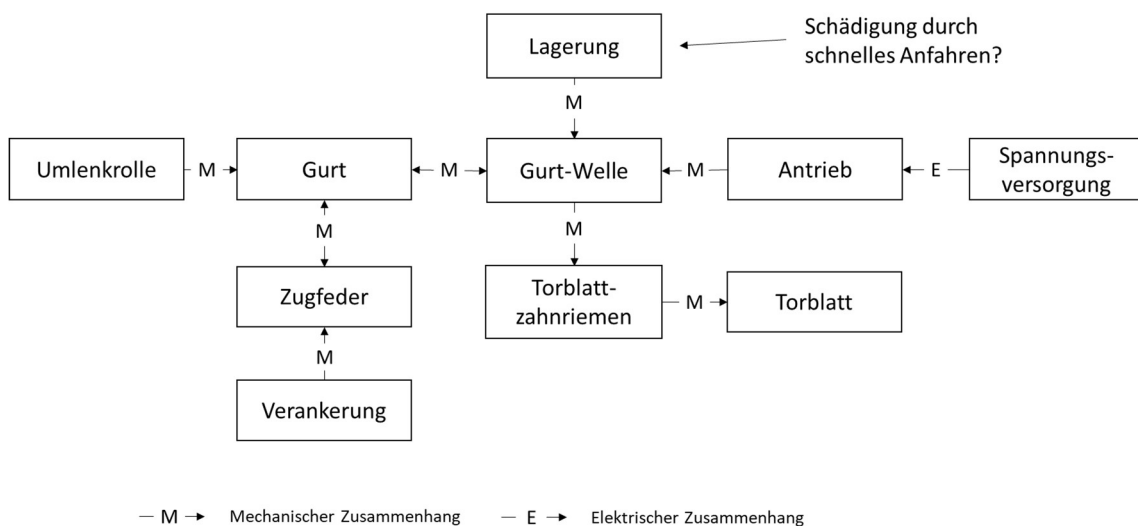 Lagerung
Schädigung durch
schnelles Anfahren?
M
Umlenkrolle
M
Gurt
M
Gurt-Welle
M
Antrieb
E
Spannungs-
versorgung
M
M
Zugfeder
Torblatt-
zahnriemen
M
Torblatt
M
Verankerung
M
Mechanischer Zusammenhang
E
Elektrischer Zusammenhang